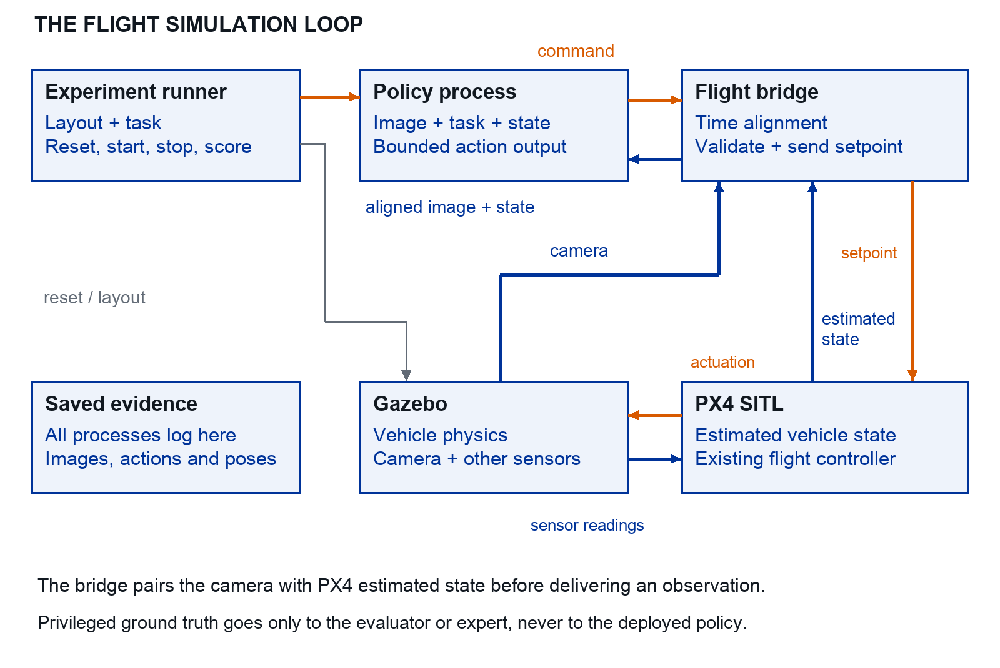 THE FLIGHT SIMULATION LOOP
command
Experiment runner
Layout + task
Reset, start, stop, score
Policy process
Image + task + state
Bounded action output
Flight bridge
Time alignment
Validate + send setpoint
aligned image + state
camera
setpoint
reset / layout
estimated
state
actuation
Saved evidence
All processes log here
Images, actions and poses
Gazebo
Vehicle physics
Camera + other sensors
PX4 SITL
Estimated vehicle state
Existing flight controller
sensor readings
The bridge pairs the camera with PX4 estimated state before delivering an observation.
Privileged ground truth goes only to the evaluator or expert, never to the deployed policy.